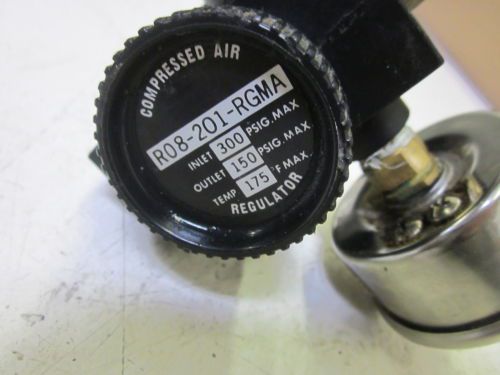 COMPRESSED AIR
R08-201-RGMA
INLET 300 PSIG. MAX
OUTLET 150 PSIG. MAX.
TEMP 175 °F MAX.
REGULATOR